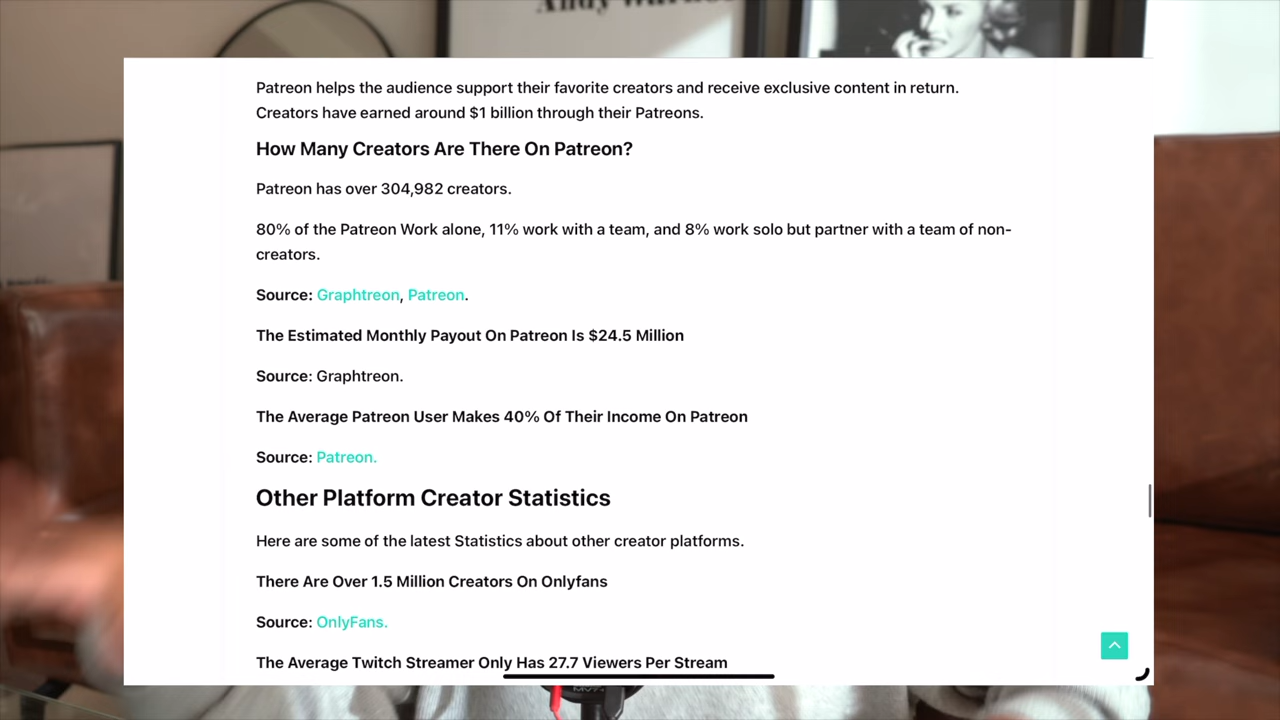 Patreon helps the audience support their favorite creators and receive exclusive content in return.
Creators have earned around $1 billion through their Patreons.
How Many Creators Are There On Patreon?
Patreon has over 304,982 creators.
80% of the Patreon Work alone, 11% work with a team, and 8% work solo but partner with a team of non-
creators.
Source: Graphtreon, Patreon.
The Estimated Monthly Payout On Patreon Is $24.5 Million
Source: Graphtreon.
The Average Patreon User Makes 40% Of Their Income On Patreon
Source: Patreon.
Other Platform Creator Statistics
Here are some of the latest Statistics about other creator platforms.
There Are Over 1.5 Million Creators On Onlyfans
Source: OnlyFans.
The Average Twitch Streamer Only Has 27.7 Viewers Per Stream